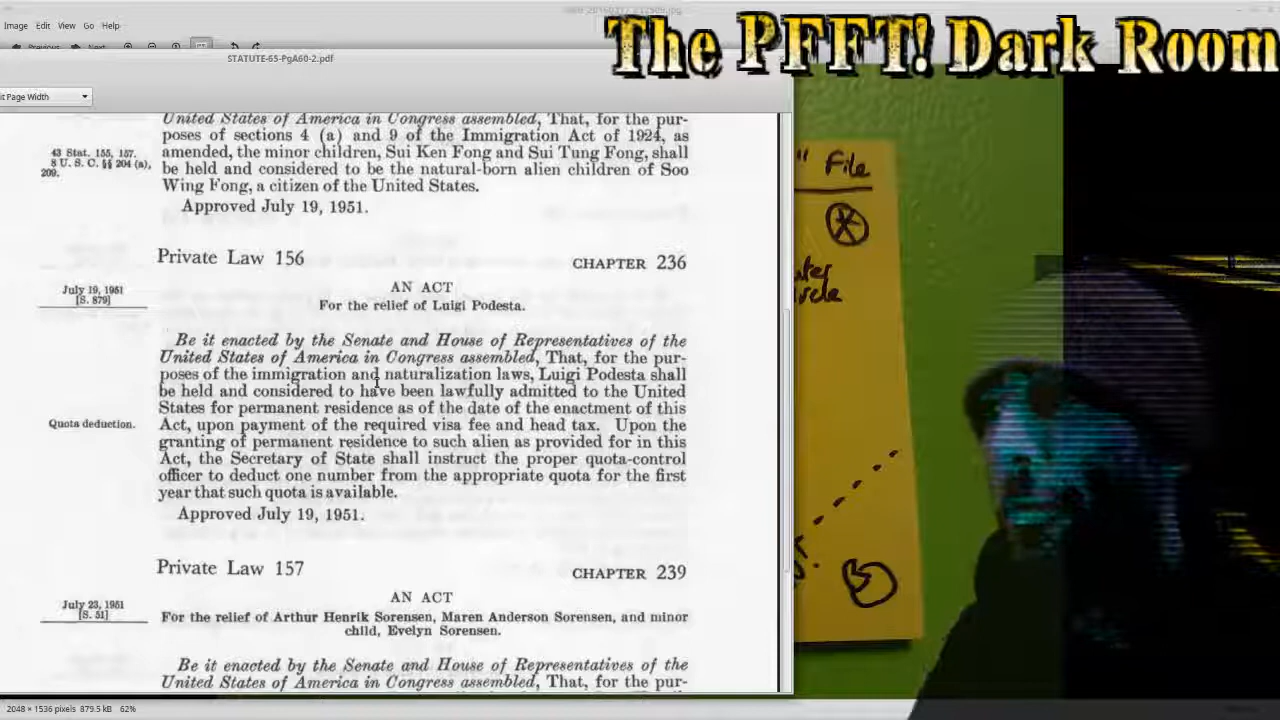 The PFFT! Dark Room
Image Edit View Go Help
Previous Next
STATUTE-65-PgA60-2.pdf
Page Width
United States of America in Congress assembled, That, for the pur-
poses of sections 4 (a) and 9 of the Immigration Act of 1924, as
amended, the minor children, Sui Ken Fong and Sui Tung Fong, shall
be held and considered to be the natural-born alien children of Soo
Wing Fong, a citizen of the United States.
Approved July 19, 1951.
43 Stat. 155, 157.
8 U. S. C. §§ 204 (a),
209.
Private Law 156
CHAPTER 236
July 19, 1951
[S. 879]
AN ACT
For the relief of Luigi Podesta.
Be it enacted by the Senate and House of Representatives of the
United States of America in Congress assembled, That, for the pur-
poses of the immigration and naturalization laws, Luigi Podesta shall
be held and considered to have been lawfully admitted to the United
States for permanent residence as of the date of the enactment of this
Act, upon payment of the required visa fee and head tax. Upon the
granting of permanent residence to such alien as provided for in this
Act, the Secretary of State shall instruct the proper quota-control
officer to deduct one number from the appropriate quota for the first
year that such quota is available.
Quota deduction.
Approved July 19, 1951.
Private Law 157
CHAPTER 239
July 23, 1951
[S. 51]
AN ACT
For the relief of Arthur Henrik Sorensen, Maren Anderson Sorensen, and minor
child, Evelyn Sorensen.
Be it enacted by the Senate and House of Representatives of the
United States of America in Congress assembled, That, for the pur-
File
2048 × 1536 pixels 879.5 kB 62%